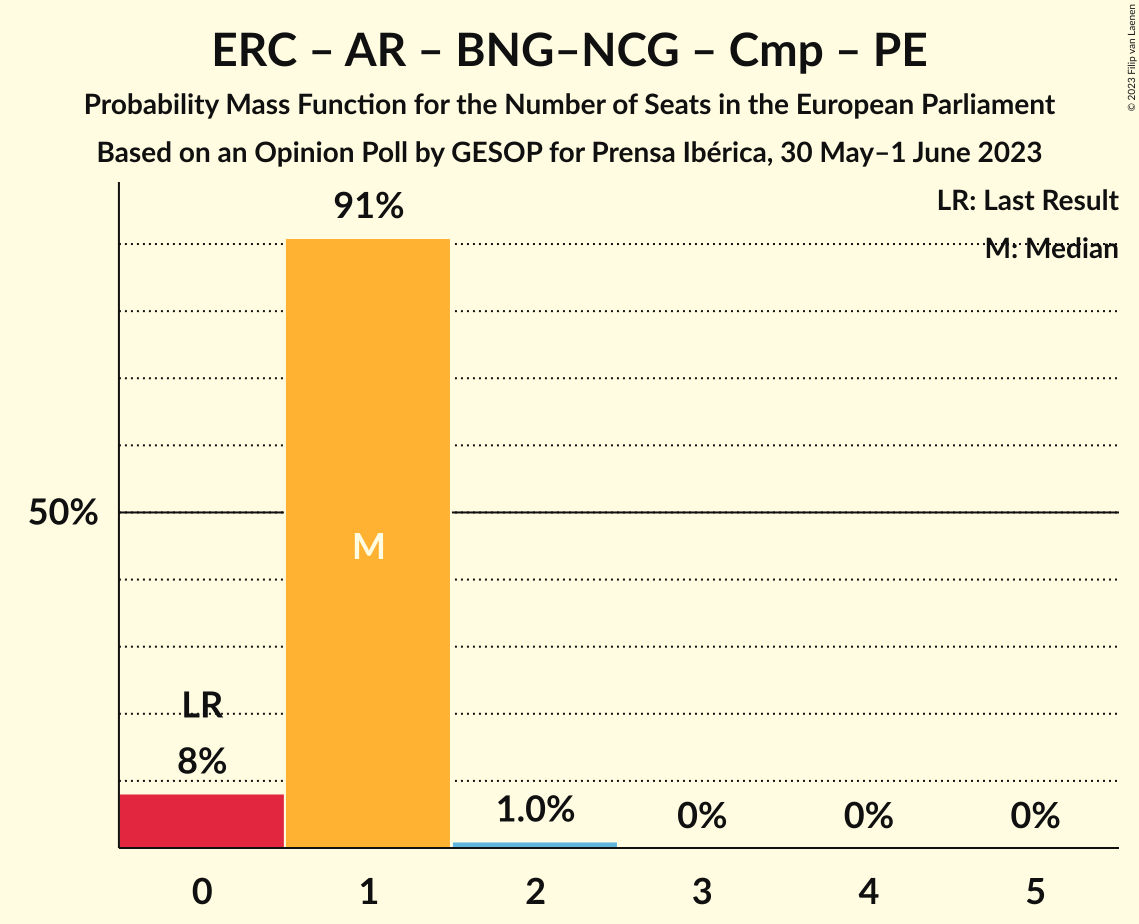 ERC – AR – BNG–NCG – Cmp – PE
Probability Mass Function for the Number of Seats in the European Parliament
Based on an Opinion Poll by GESOP for Prensa Ibérica, 30 May–1 June 2023
© 2023 Filip van Laenen
LR: Last Result
M: Median
91%
50%
M
LR
8%
1.0%
0%
0%
0%
0
1
2
3
4
5